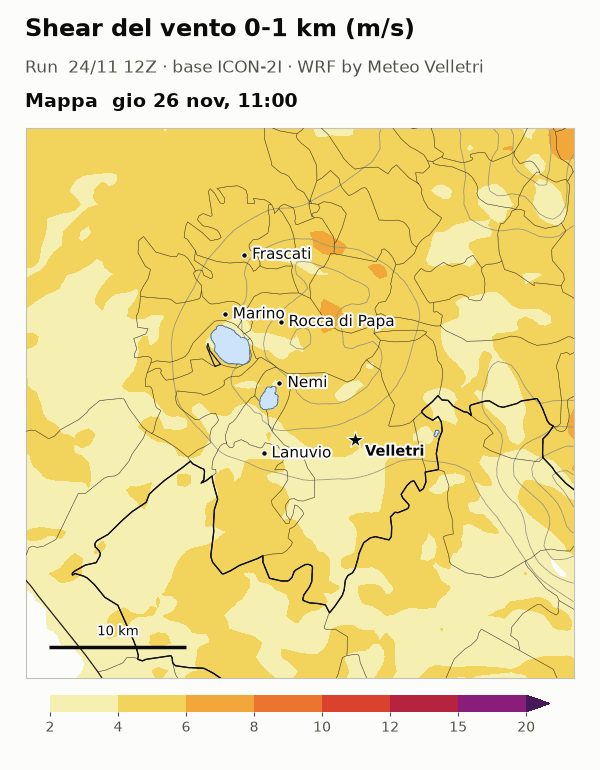 Shear del vento 0-1 km (m/s)
Run  24/11 12Z · base ICON-2I · WRF by Meteo Velletri
Mappa  gio 26 nov, 11:00
Frascati
Marino
Rocca di Papa
Nemi
Velletri
Lanuvio
10 km
2 4 6 8 10 12 15 20